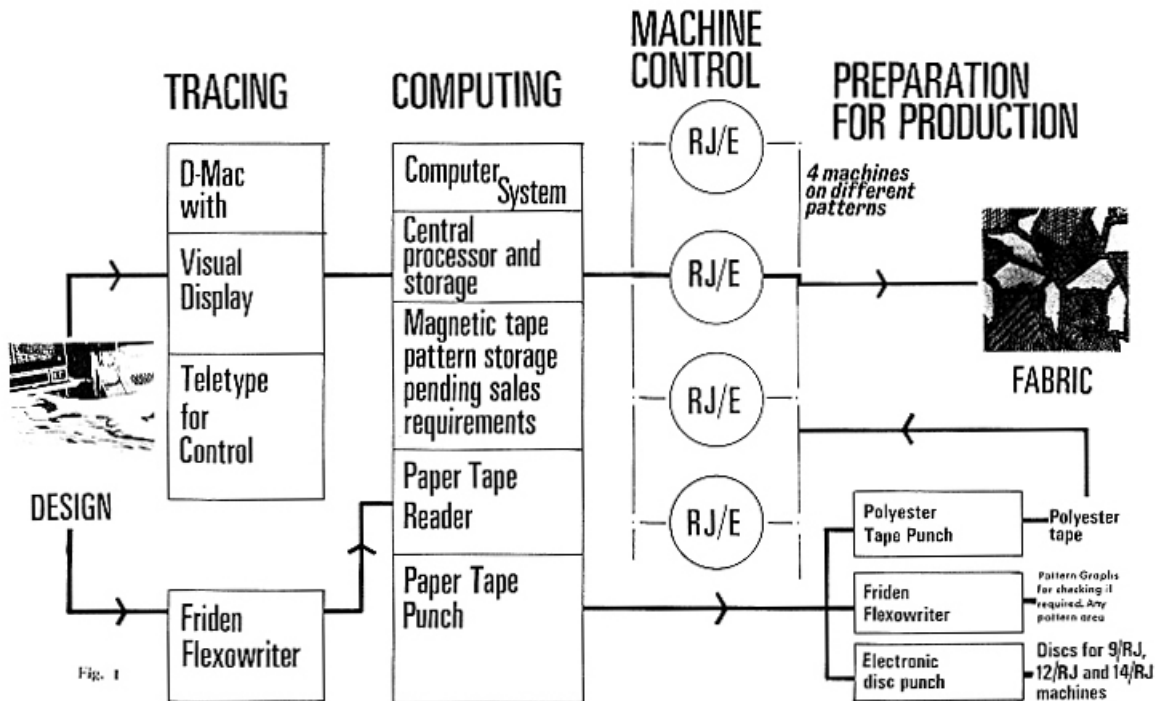 TRACING
COMPUTING
MACHINE
CONTROL
PREPARATION
FOR PRODUCTION
D-Mac
with
Visual
Display
Teletype
for
Control
Computer
System
Central
processor and
storage
Magnetic tape
pattern storage
pending sales
requirements
Paper Tape
Reader
Paper Tape
Punch
RJ/E
RJ/E
RJ/E
RJ/E
4 machines
on different
patterns
FABRIC
DESIGN
Friden
Flexowriter
Polyester
Tape Punch
Polyester
tape
Friden
Flexowriter
Pattern Graphs
for checking if
required. Any
pattern area
Electronic
disc punch
Discs for 9/RJ,
12/RJ and 14/RJ
machines
Fig. 1